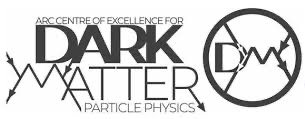 ARC CENTRE OF EXCELLENCE FOR
DARK
MATTER
PARTICLE PHYSICS
DM